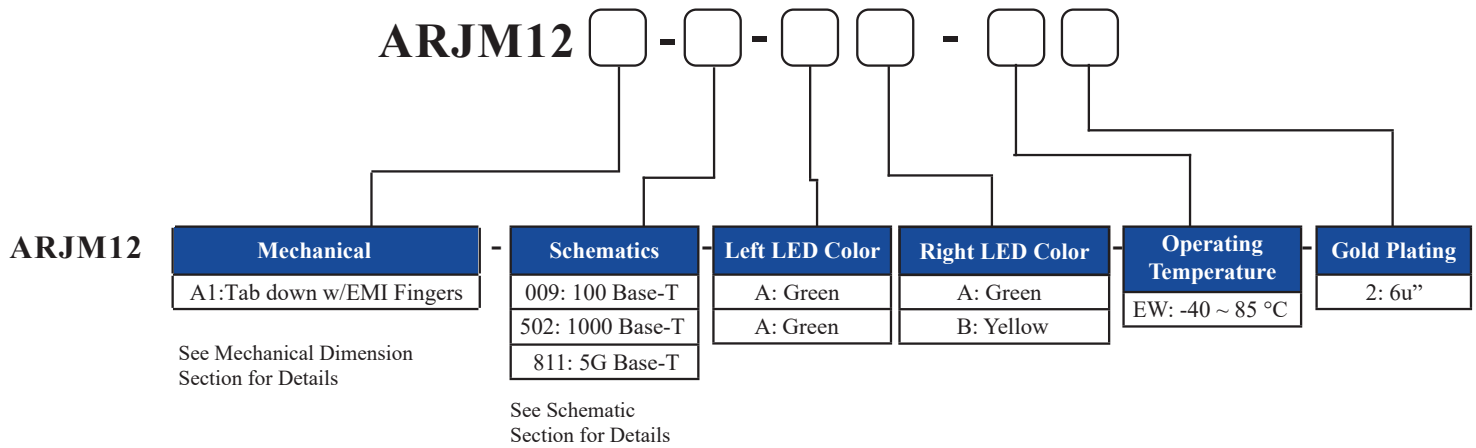 ARJM12 - - -
ARJM12
Mechanical
A1:Tab down w/EMI Fingers
See Mechanical Dimension
Section for Details
-
Schematics
009: 100 Base-T
502: 1000 Base-T
811: 5G Base-T
See Schematic
Section for Details
-
Left LED Color
A: Green
A: Green
Right LED Color
A: Green
B: Yellow
-
Operating
Temperature
EW: -40 ~ 85 °C
-
Gold Plating
2: 6u”